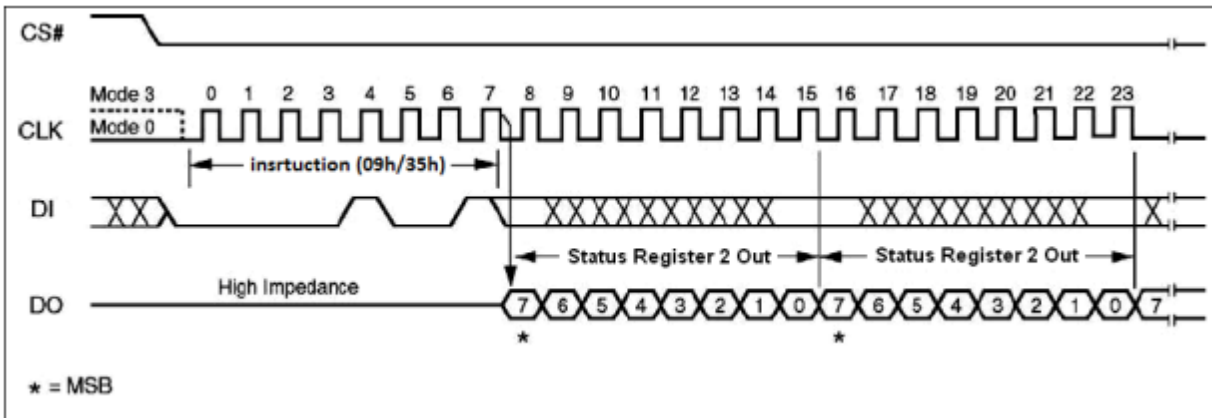 CS#
Mode 3 0 1 2 3 4 5 6 7 8 9 10 11 12 13 14 15 16 17 18 19 20 21 22 23
CLK Mode 0
insrtuction (09h/35h)
DI
Status Register 2 Out Status Register 2 Out
High Impedance
DO 7 6 5 4 3 2 1 0 7 6 5 4 3 2 1 0 7
* *
* = MSB